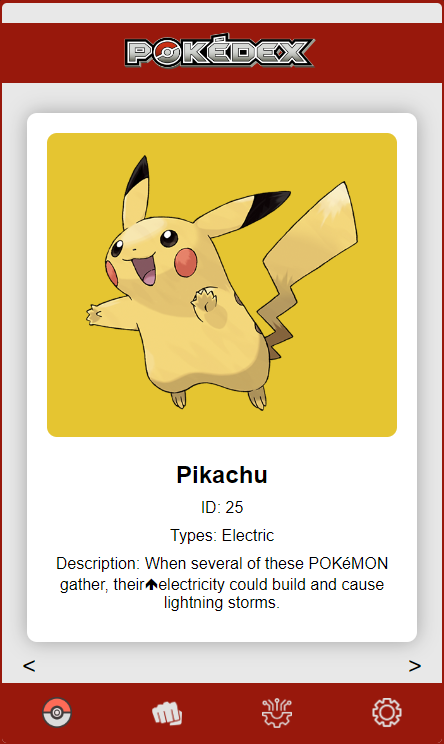 POKÉDEX
Pikachu
ID: 25
Types: Electric
Description: When several of these POKéMON
gather, their🡅electricity could build and cause
lightning storms.
< >